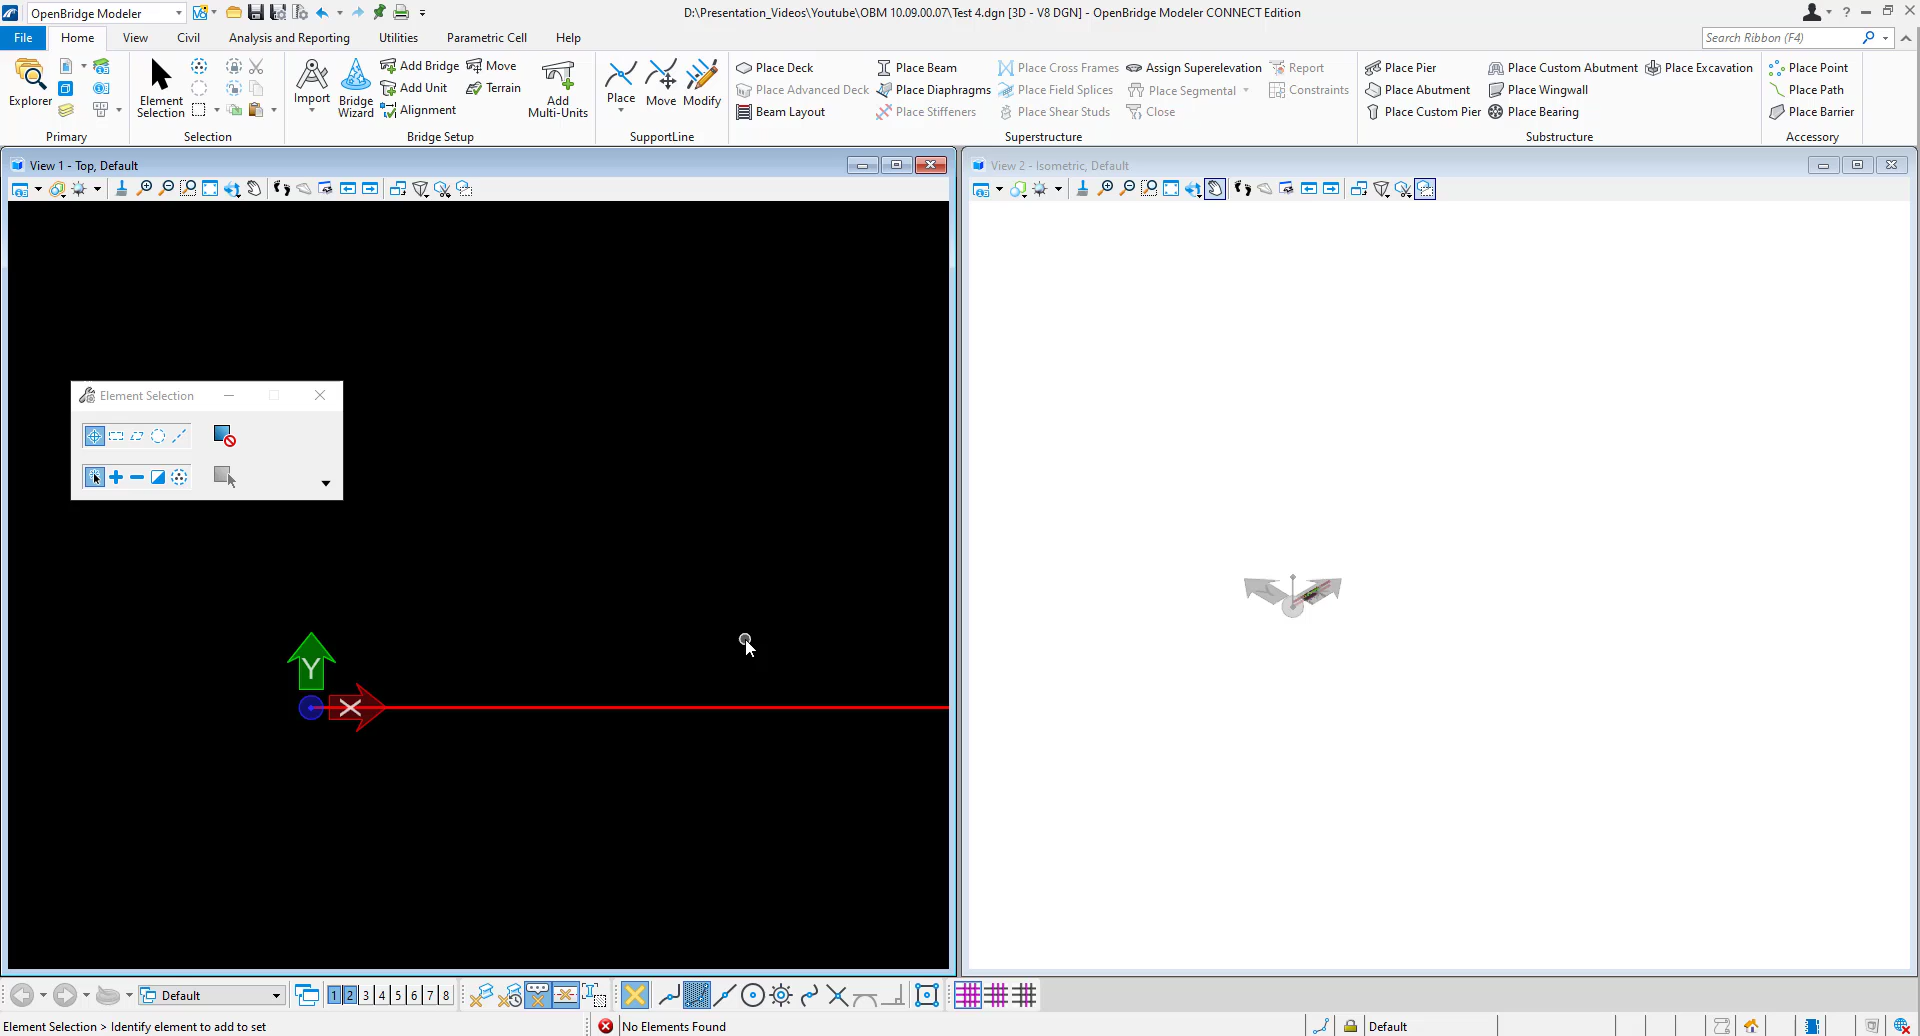 OpenBridge Modeler
D:\Presentation_Videos\Youtube\OBM 10.09.00.07\Test 4.dgn [3D - V8 DGN] - OpenBridge Modeler CONNECT Edition
File Home View Civil Analysis and Reporting Utilities Parametric Cell Help
Search Ribbon (F4)
Explorer
Primary
Element Selection
Selection
Import
Bridge Wizard
Add Bridge
Add Unit
Alignment
Move
Terrain
Add Multi-Units
Bridge Setup
Place
Move
Modify
SupportLine
Place Deck
Place Advanced Deck
Beam Layout
Place Beam
Place Diaphragms
Place Stiffeners
Place Cross Frames
Place Field Splices
Place Shear Studs
Assign Superelevation
Place Segmental
Close
Report
Constraints
Superstructure
Place Pier
Place Abutment
Place Custom Pier
Place Custom Abutment
Place Wingwall
Place Bearing
Place Excavation
Substructure
Place Point
Place Path
Place Barrier
Accessory
View 1 - Top, Default
View 2 - Isometric, Default
Element Selection
Y
X
Default
1 2 3 4 5 6 7 8
Element Selection > Identify element to add to set
No Elements Found
Default